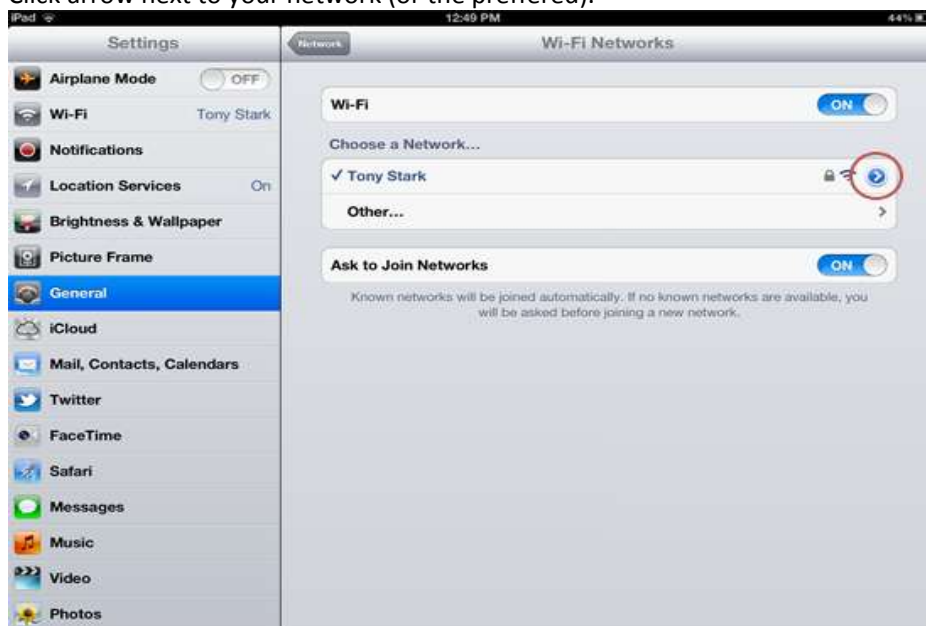 Click arrow next to your network (or the preferred).
iPad 12:49 PM 44%
Settings
Network
Wi-Fi Networks
Airplane Mode OFF
Wi-Fi Tony Stark
Notifications
Location Services On
Brightness & Wallpaper
Picture Frame
General
iCloud
Mail, Contacts, Calendars
Twitter
FaceTime
Safari
Messages
Music
Video
Photos
Wi-Fi ON
Choose a Network...
✓ Tony Stark
Other...
Ask to Join Networks ON
Known networks will be joined automatically. If no known networks are available, you
will be asked before joining a new network.